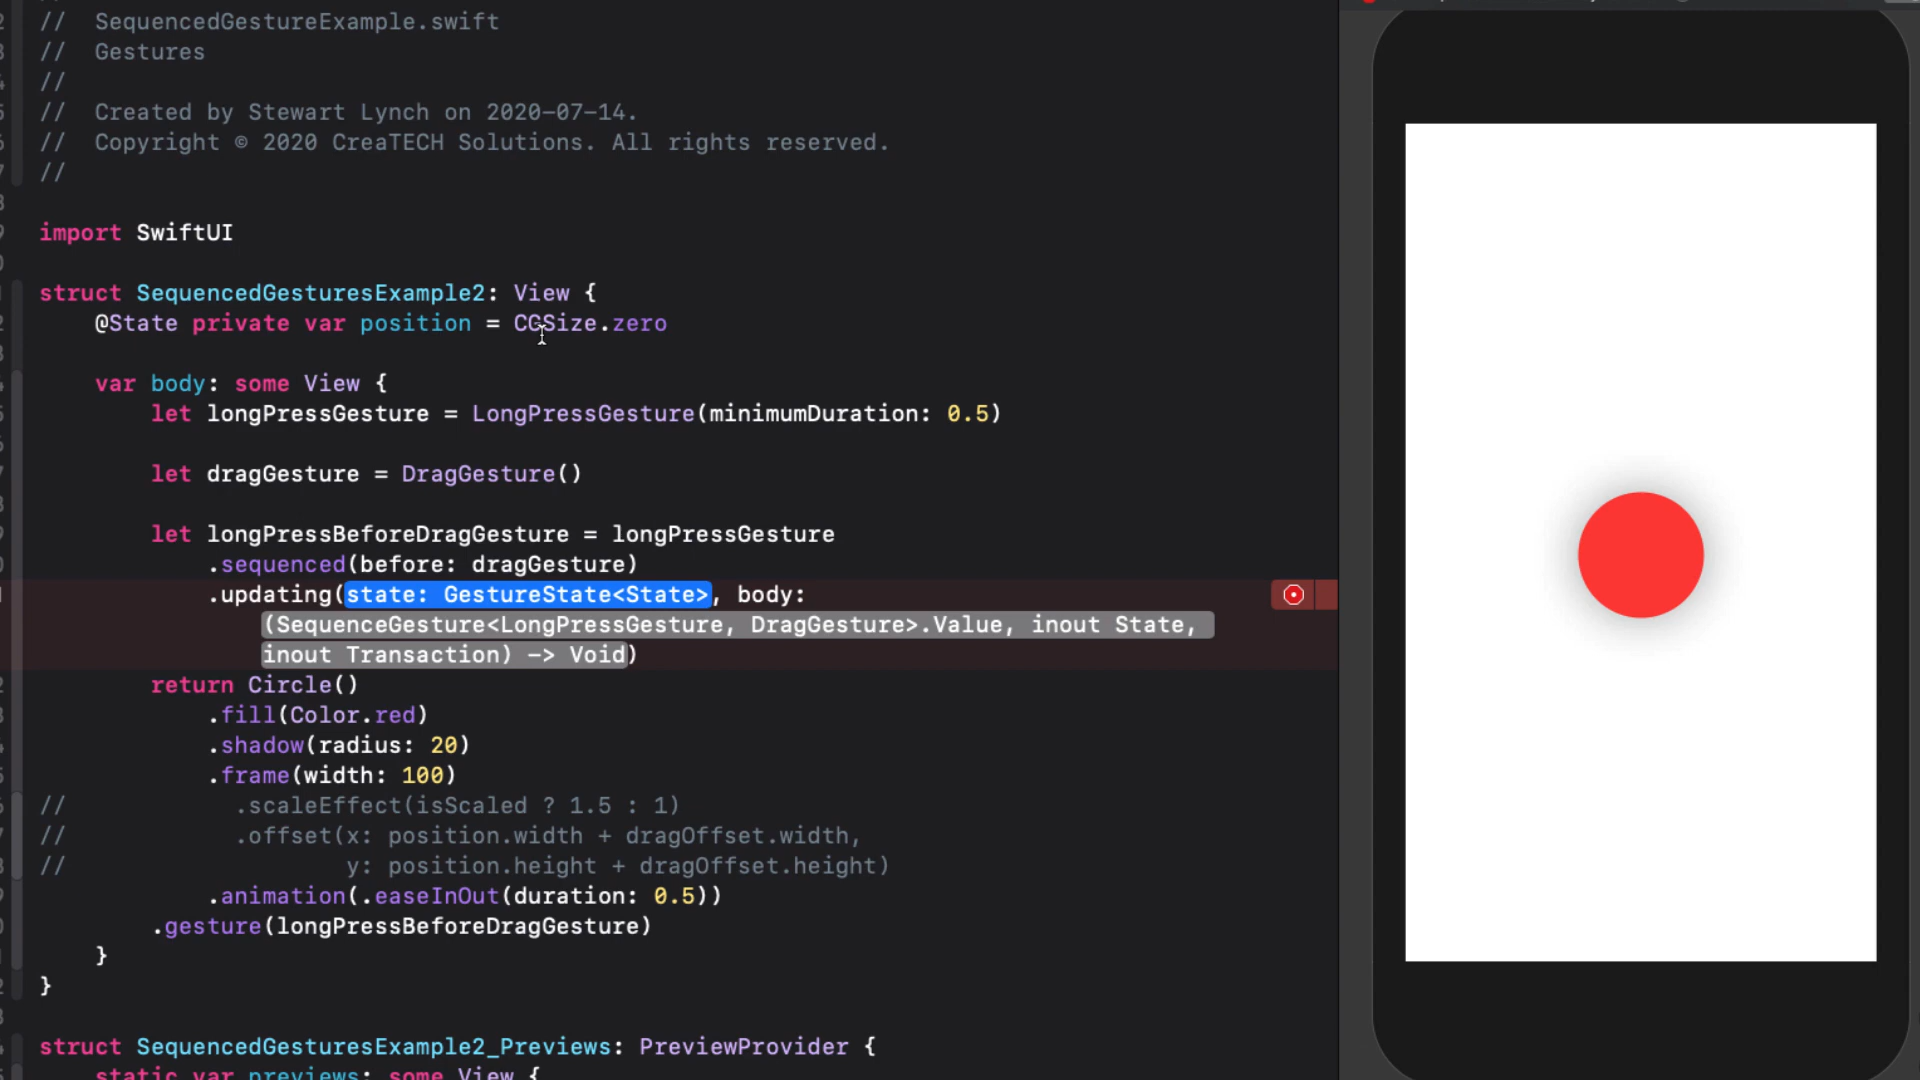 //  SequencedGestureExample.swift
//  Gestures
//
//  Created by Stewart Lynch on 2020-07-14.
//  Copyright © 2020 CreaTECH Solutions. All rights reserved.
//
import SwiftUI
struct SequencedGesturesExample2: View {
    @State private var position = CGSize.zero
    var body: some View {
        let longPressGesture = LongPressGesture(minimumDuration: 0.5)
        let dragGesture = DragGesture()
        let longPressBeforeDragGesture = longPressGesture
            .sequenced(before: dragGesture)
            .updating(state: GestureState<State>, body:
                (SequenceGesture<LongPressGesture, DragGesture>.Value, inout State,
                inout Transaction) -> Void)
        return Circle()
            .fill(Color.red)
            .shadow(radius: 20)
            .frame(width: 100)
//            .scaleEffect(isScaled ? 1.5 : 1)
//            .offset(x: position.width + dragOffset.width,
//                    y: position.height + dragOffset.height)
            .animation(.easeInOut(duration: 0.5))
        .gesture(longPressBeforeDragGesture)
    }
}
struct SequencedGesturesExample2_Previews: PreviewProvider {
    static var previews: some View {